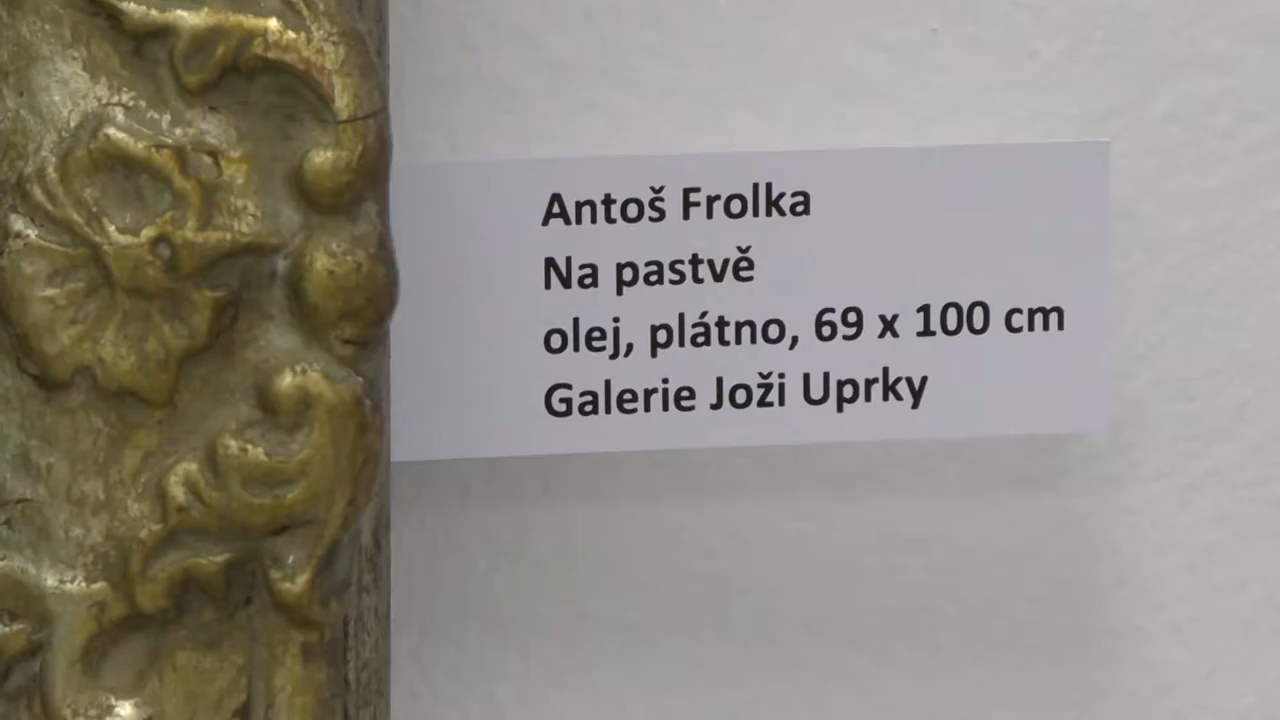 Antoš Frolka
Na pastvě
olej, plátno, 69 x 100 cm
Galerie Joži Uprky